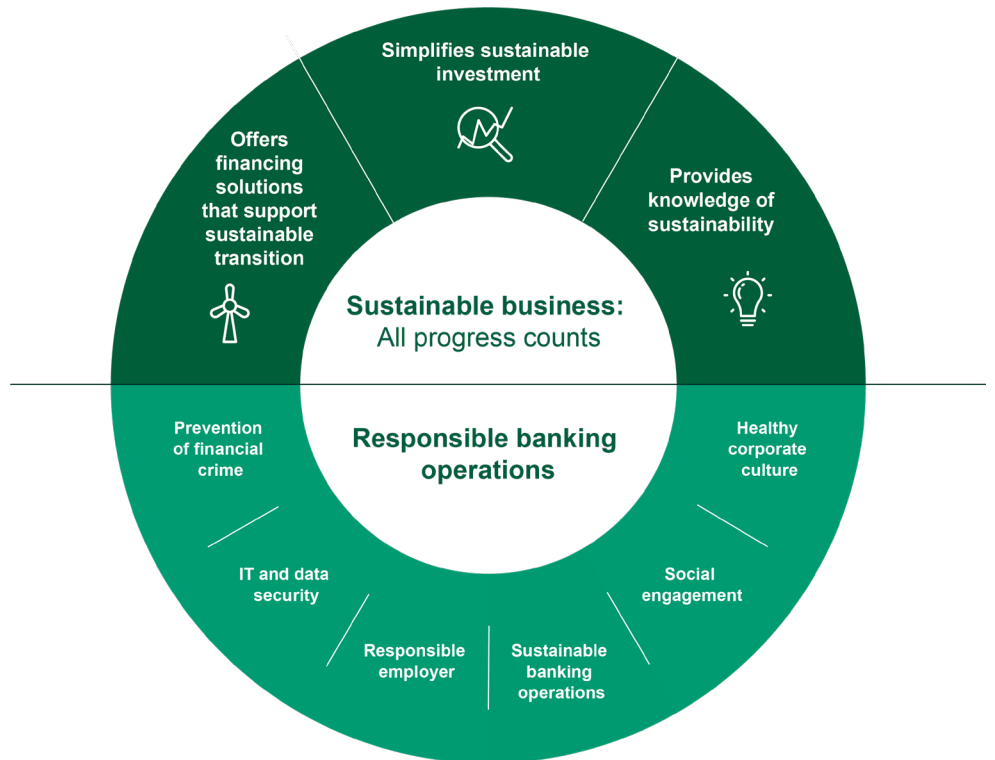 Simplifies sustainable
investment
Offers
financing
solutions
that support
sustainable
transition
Provides
knowledge of
sustainability
Sustainable business:
All progress counts
Responsible banking
operations
Prevention
of financial
crime
IT and data
security
Responsible
employer
Sustainable
banking
operations
Social
engagement
Healthy
corporate
culture